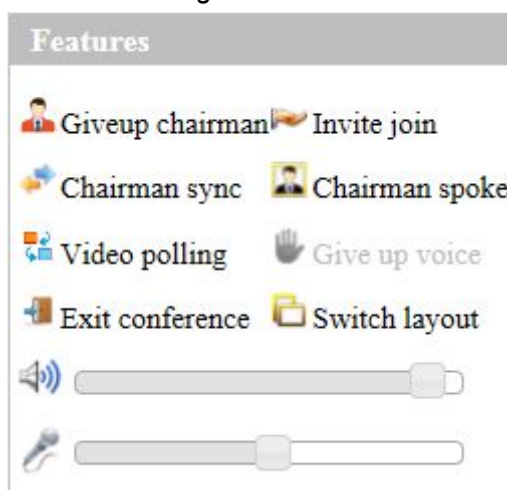 Features
Giveup chairman Invite join
Chairman sync Chairman spoke
Video polling Give up voice
Exit conference Switch layout